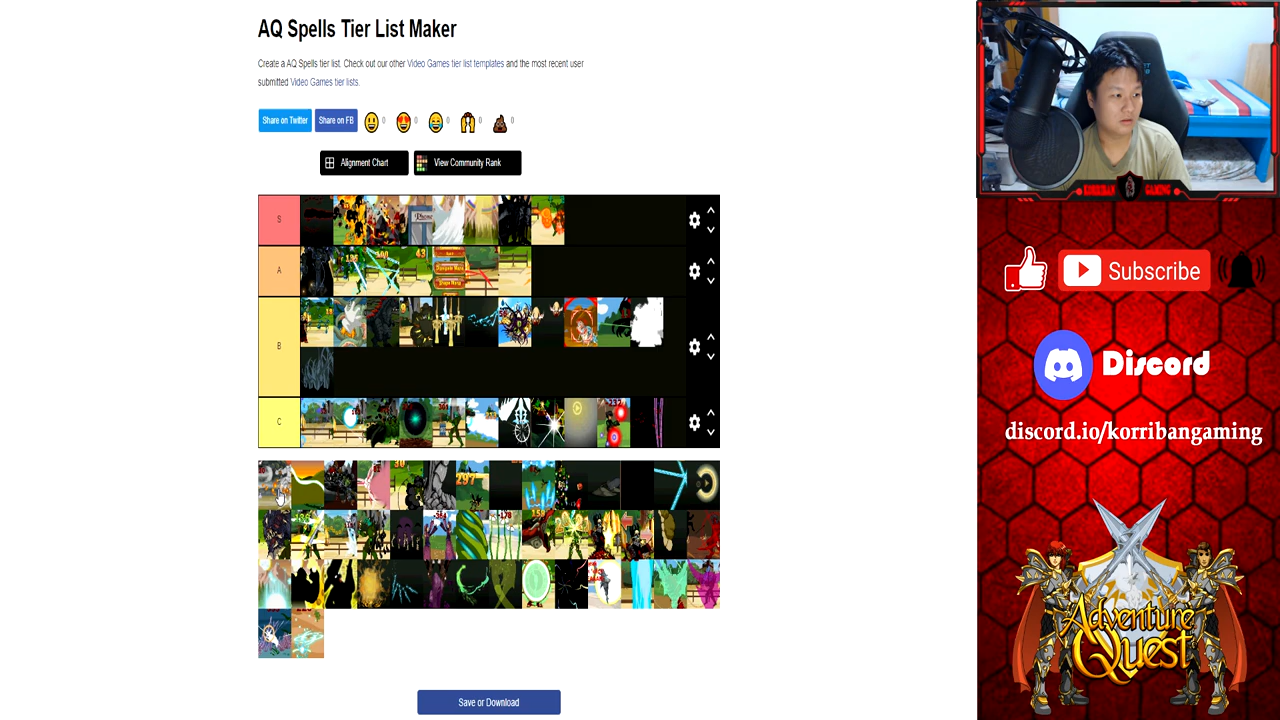 AQ Spells Tier List Maker
Create a AQ Spells tier list. Check out our other Video Games tier list templates and the most recent user
submitted Video Games tier lists.
Share on Twitter
Share on FB
0
0
0
0
0
Alignment Chart
View Community Rank
S
A
B
C
Save or Download
KORRIBAN GAMING
Subscribe
Discord
discord.io/korribangaming
Adventure
Quest